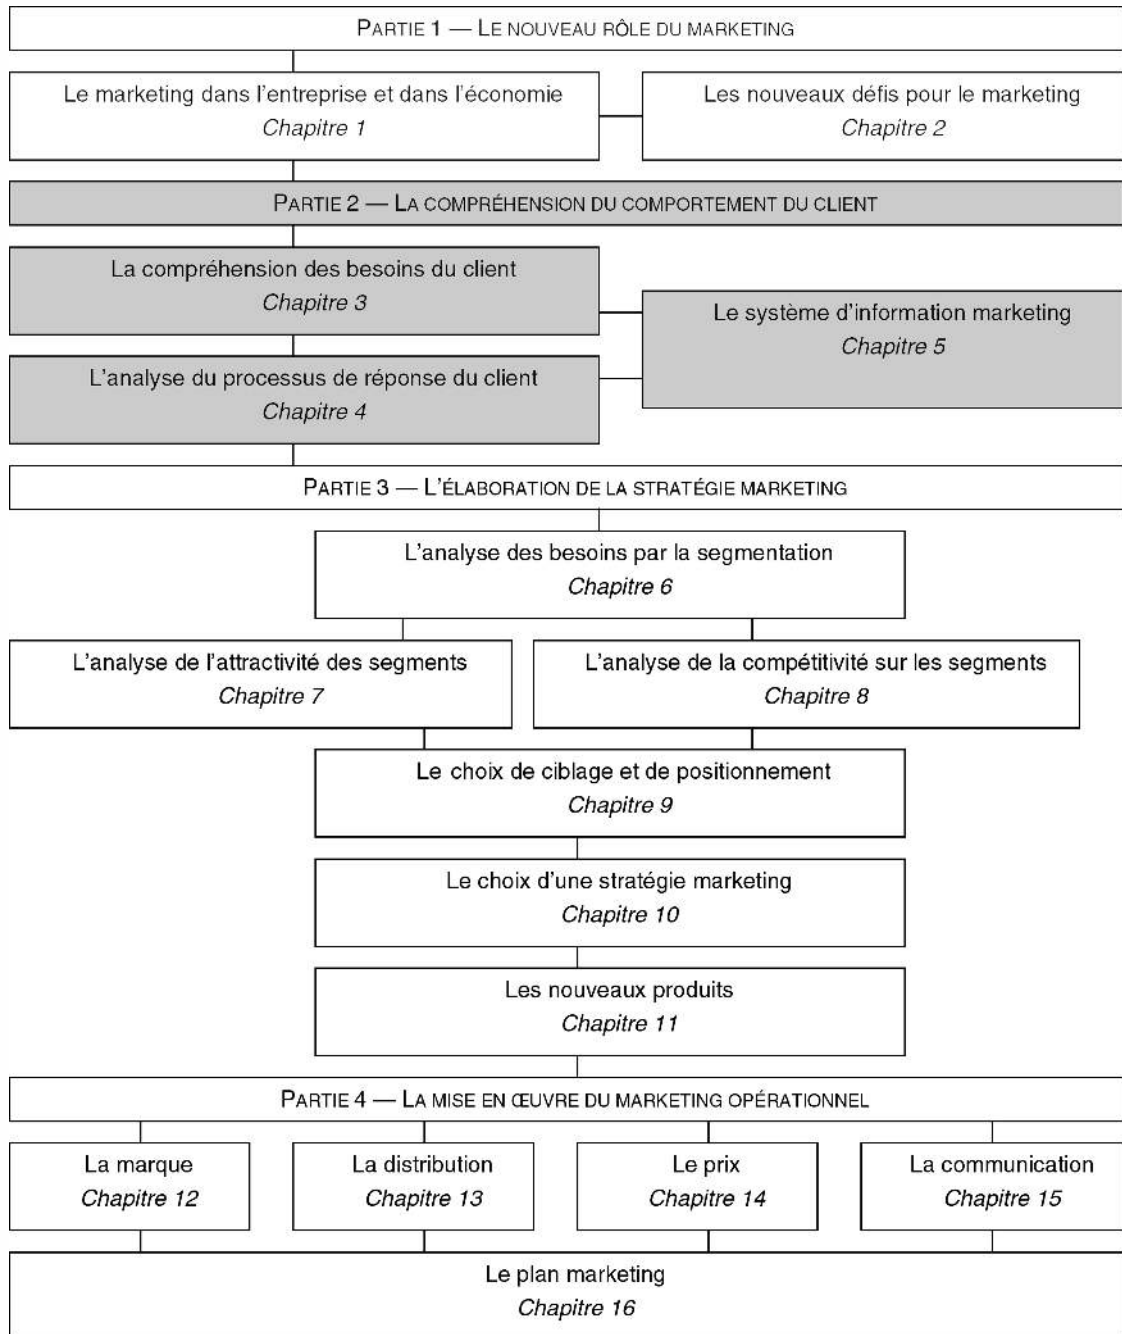 PARTIE 1 — LE NOUVEAU RÔLE DU MARKETING
Le marketing dans l'entreprise et dans l'économie
Chapitre 1
Les nouveaux défis pour le marketing
Chapitre 2
PARTIE 2 — LA COMPRÉHENSION DU COMPORTEMENT DU CLIENT
La compréhension des besoins du client
Chapitre 3
Le système d'information marketing
Chapitre 5
L'analyse du processus de réponse du client
Chapitre 4
PARTIE 3 — L'ÉLABORATION DE LA STRATÉGIE MARKETING
L'analyse des besoins par la segmentation
Chapitre 6
L'analyse de l'attractivité des segments
Chapitre 7
L'analyse de la compétitivité sur les segments
Chapitre 8
Le choix de ciblage et de positionnement
Chapitre 9
Le choix d'une stratégie marketing
Chapitre 10
Les nouveaux produits
Chapitre 11
PARTIE 4 — LA MISE EN ŒUVRE DU MARKETING OPÉRATIONNEL
La marque
Chapitre 12
La distribution
Chapitre 13
Le prix
Chapitre 14
La communication
Chapitre 15
Le plan marketing
Chapitre 16